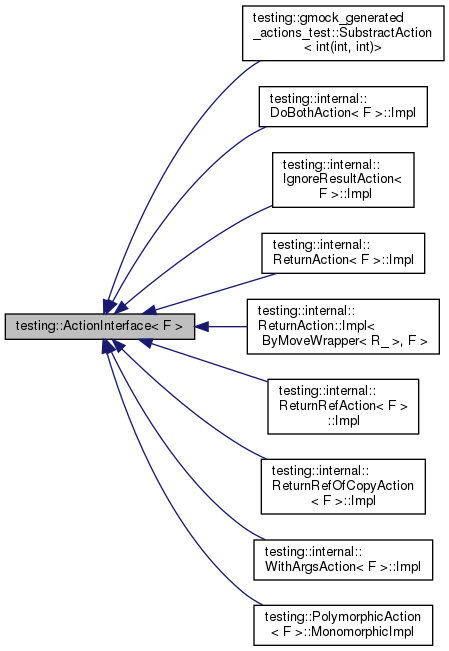 testing::gmock_generated
_actions_test::SubstractAction
< int(int, int)>
testing::internal::
DoBothAction< F >::Impl
testing::internal::
IgnoreResultAction<
F >::Impl
testing::internal::
ReturnAction< F >::Impl
testing::ActionInterface< F >
testing::internal::
ReturnAction::Impl<
ByMoveWrapper< R_ >, F >
testing::internal::
ReturnRefAction< F >
::Impl
testing::internal::
ReturnRefOfCopyAction
< F >::Impl
testing::internal::
WithArgsAction< F >::Impl
testing::PolymorphicAction
< F >::MonomorphicImpl